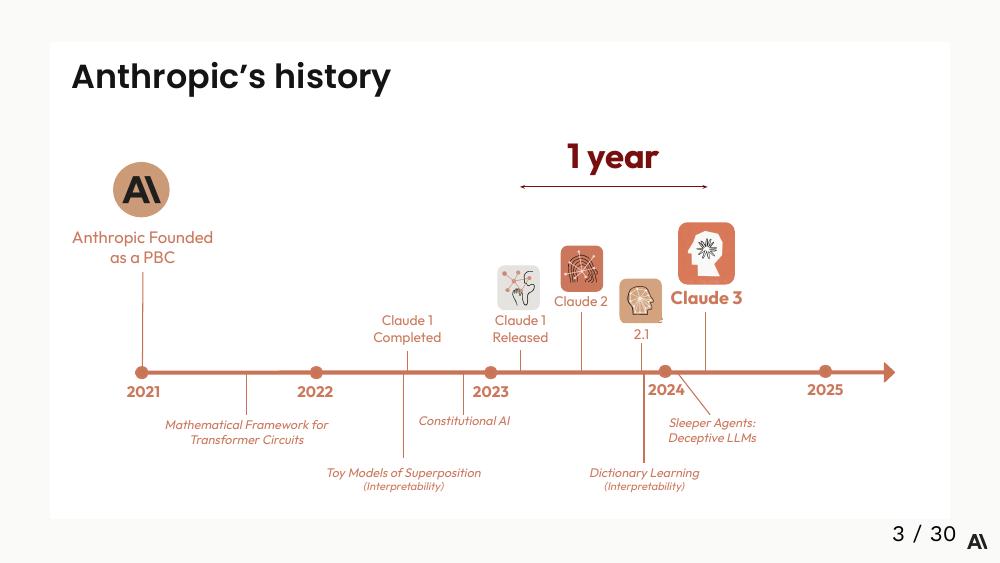 Anthropic's history
1 year
Anthropic Founded
as a PBC
Claude 1
Completed
Claude 1
Released
Claude 2
2.1
Claude 3
2021
2022
2023
2024
2025
Mathematical Framework for
Transformer Circuits
Toy Models of Superposition
(Interpretability)
Constitutional AI
Dictionary Learning
(Interpretability)
Sleeper Agents:
Deceptive LLMs
3 / 30